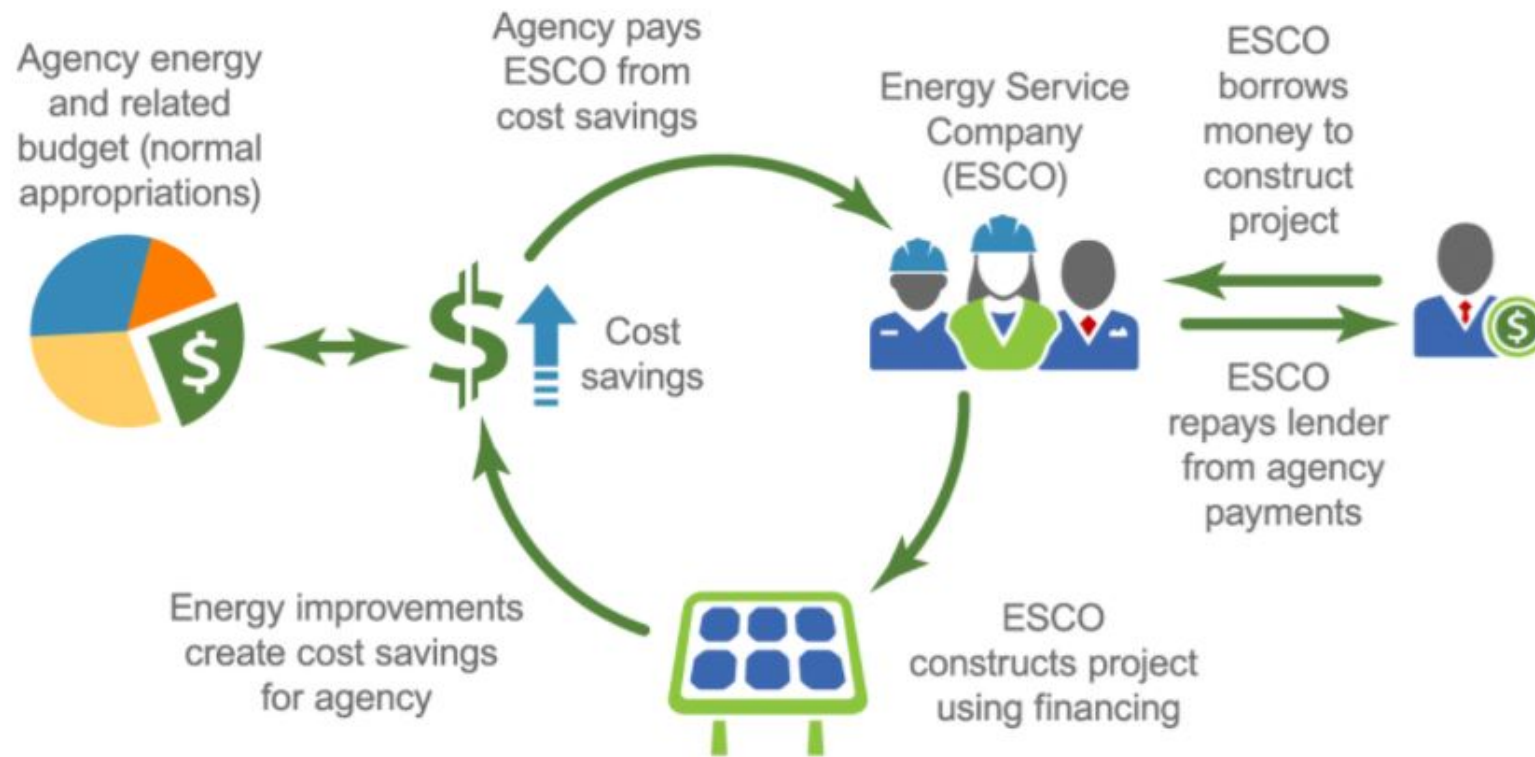 Agency energy
and related
budget (normal
appropriations)
$
Agency pays
ESCO from
cost savings
$
Cost
savings
Energy Service
Company
(ESCO)
ESCO
borrows
money to
construct
project
$
ESCO
repays lender
from agency
payments
Energy improvements
create cost savings
for agency
ESCO
constructs project
using financing